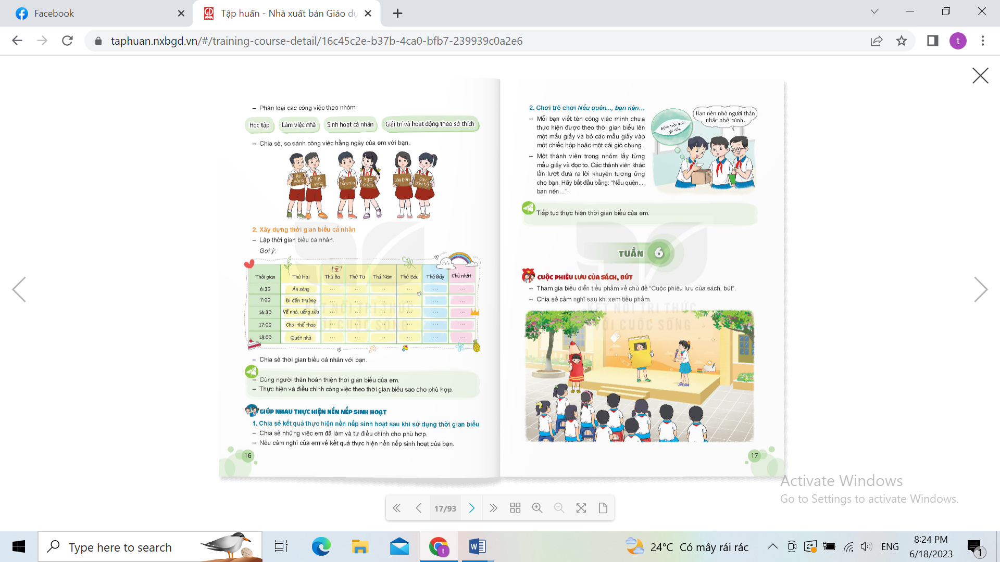 Facebook
Tập huấn - Nhà xuất bản Giáo dụ
taphuan.nxbgd.vn/#/training-course-detail/16c45c2e-b37b-4ca0-bfb7-239939c0a2e6
t
– Phân loại các công việc theo nhóm:
Học tập Làm việc nhà Sinh hoạt cá nhân Giải trí và hoạt động theo sở thích
– Chia sẻ, so sánh công việc hằng ngày của em với bạn.
Ăn sáng
2. Xây dựng thời gian biểu cá nhân
– Lập thời gian biểu cá nhân.
Gợi ý:
Thời gian Thứ Hai Thứ Ba Thứ Tư Thứ Năm Thứ Sáu Thứ Bảy Chủ nhật
6:30 Ăn sáng ... ... ... ... ... ...
7:00 Đi đến trường ... ... ... ... ... ...
16:30 Về nhà, uống sữa ... ... ... ... ... ...
17:00 Chơi thể thao ... ... ... ... ... ...
18:00 Quét nhà ... ... ... ... ... ...
– Chia sẻ thời gian biểu cá nhân với bạn.
– Cùng người thân hoàn thiện thời gian biểu của em.
– Thực hiện và điều chỉnh công việc theo thời gian biểu sao cho phù hợp.
GIÚP NHAU THỰC HIỆN NỀN NẾP SINH HOẠT
1. Chia sẻ kết quả thực hiện nền nếp sinh hoạt sau khi sử dụng thời gian biểu
– Chia sẻ những việc em đã làm và tự điều chỉnh cho phù hợp.
– Nêu cảm nghĩ của em về kết quả thực hiện nền nếp sinh hoạt của bạn.
16
2. Chơi trò chơi Nếu quên..., bạn nên...
– Mỗi bạn viết tên công việc mình chưa
thực hiện được theo thời gian biểu lên
một mẩu giấy và bỏ các mẩu giấy vào
một chiếc hộp hoặc một cái giỏ chung.
– Một thành viên trong nhóm lấy từng
mẩu giấy và đọc to. Các thành viên khác
lần lượt đưa ra lời khuyên tương ứng
cho bạn. Hãy bắt đầu bằng: “Nếu quên...,
bạn nên...”.
Mình toàn quên
gội đầu.
Bạn nên nhờ người thân
nhắc nhở mình.
Tiếp tục thực hiện thời gian biểu của em.
TUẦN 6
CUỘC PHIÊU LƯU CỦA SÁCH, BÚT
– Tham gia biểu diễn tiểu phẩm về chủ đề “Cuộc phiêu lưu của sách, bút”.
– Chia sẻ cảm nghĩ sau khi xem tiểu phẩm.
KẾT NỐI TRI THỨC
VỚI CUỘC SỐNG
17
Activate Windows
Go to Settings to activate Windows.
17/93
Type here to search
t
24°C Có mây rải rác
ENG
8:24 PM
6/18/2023
1